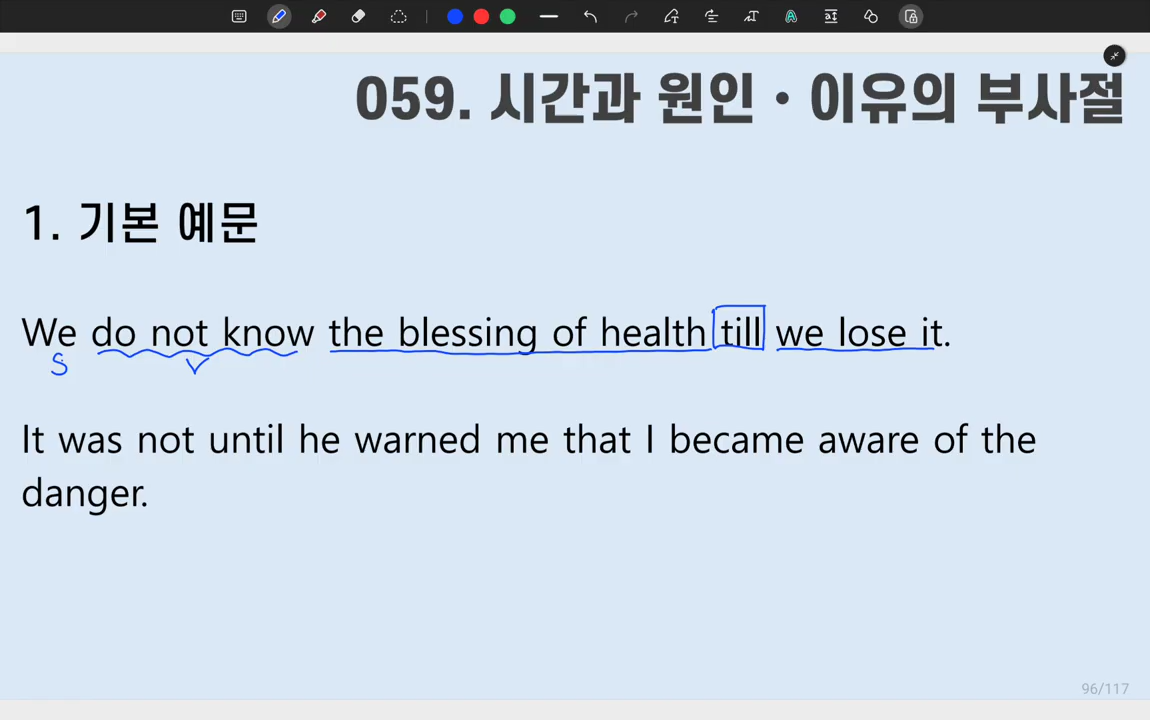 059. 시간과 원인・이유의 부사절
1. 기본 예문
We do not know the blessing of health till we lose it.
S V
It was not until he warned me that I became aware of the
danger.
96/117